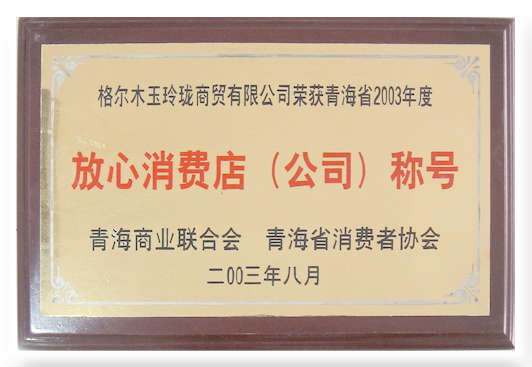 格尔木玉玲珑商贸有限公司荣获青海省2003年度
放心消费店（公司）称号
青海商业联合会 青海省消费者协会
二00三年八月